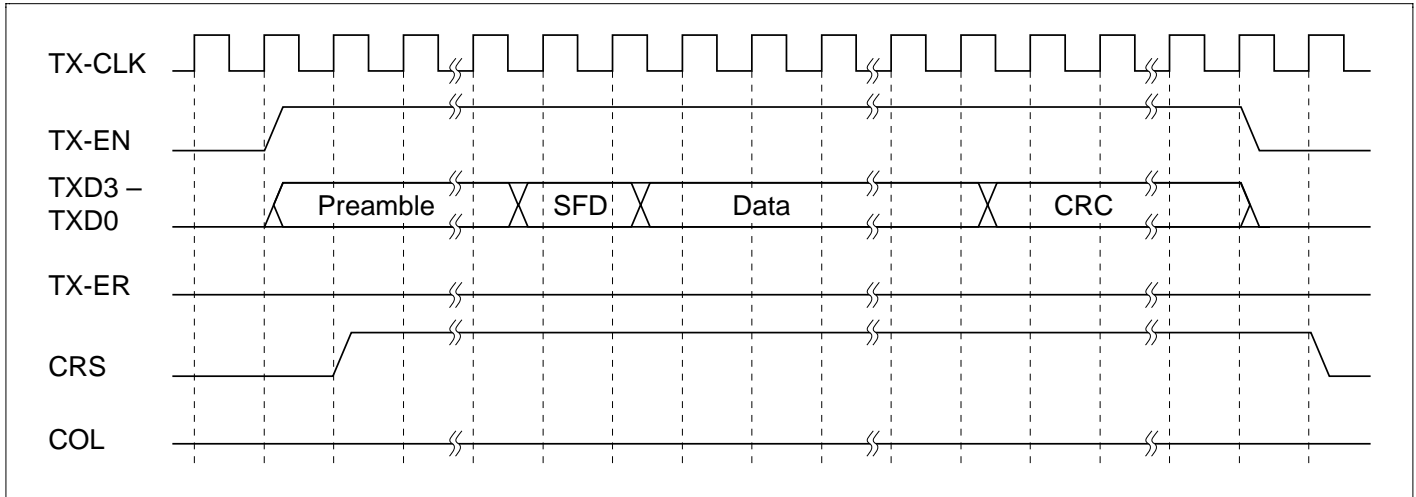 TX-CLK
TX-EN
TXD3 –
TXD0
Preamble
SFD
Data
CRC
TX-ER
CRS
COL